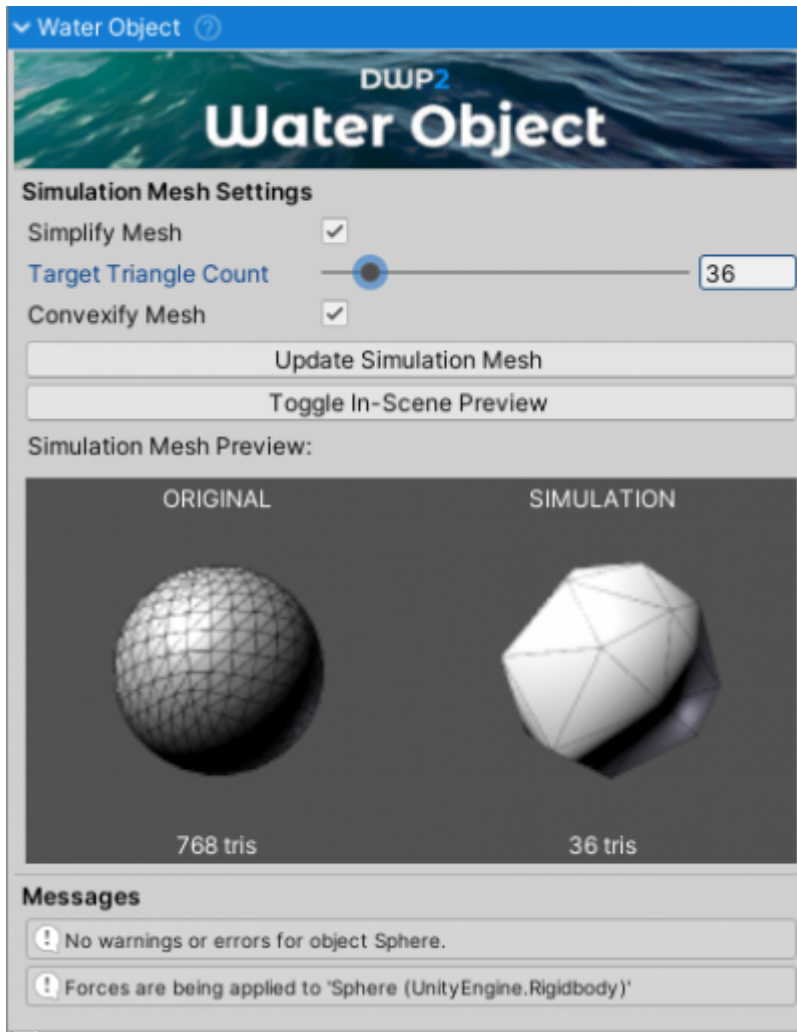 Water Object ?
DWP2
Water Object
Simulation Mesh Settings
Simplify Mesh
Target Triangle Count 36
Convexify Mesh
Update Simulation Mesh
Toggle In-Scene Preview
Simulation Mesh Preview:
ORIGINAL SIMULATION
768 tris 36 tris
Messages
! No warnings or errors for object Sphere.
! Forces are being applied to 'Sphere (UnityEngine.Rigidbody)'